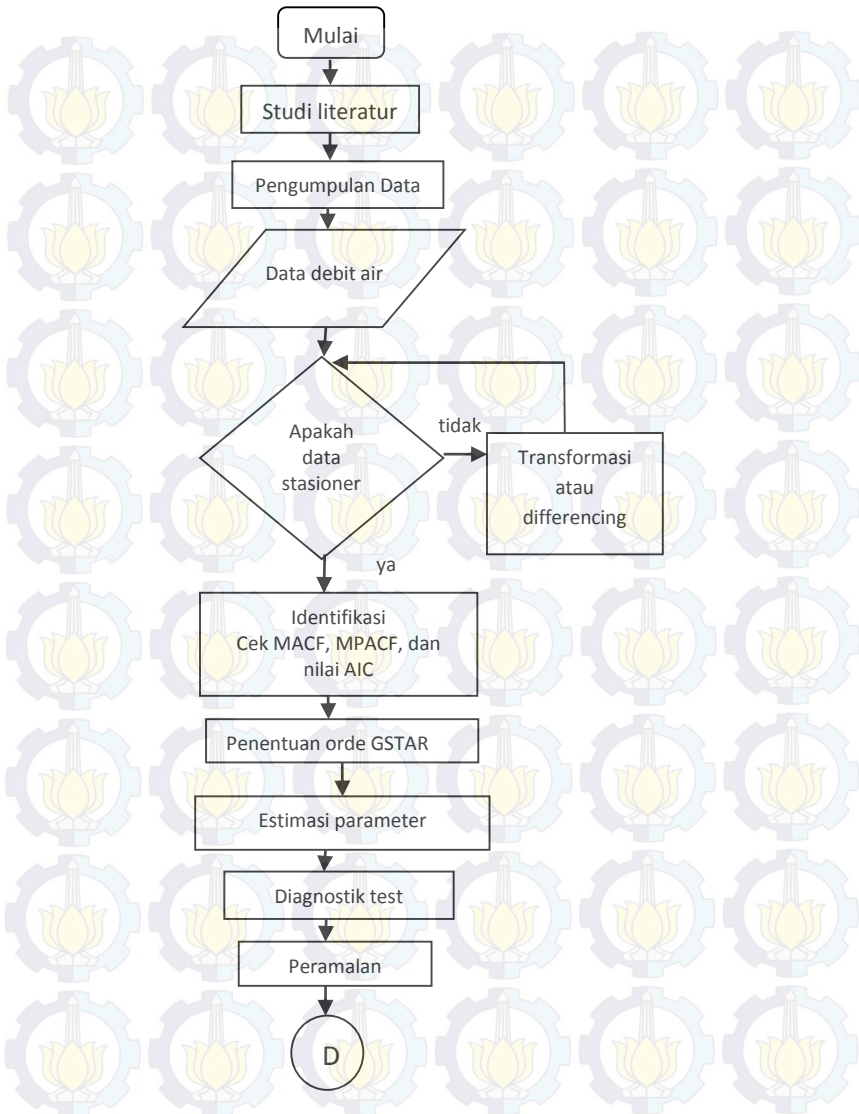 Mulai
Studi literatur
Pengumpulan Data
Data debit air
Apakah
data
stasioner
tidak
Transformasi
atau
differencing
ya
Identifikasi
Cek MACF, MPACF, dan
nilai AIC
Penentuan orde GSTAR
Estimasi parameter
Diagnostik test
Peramalan
D